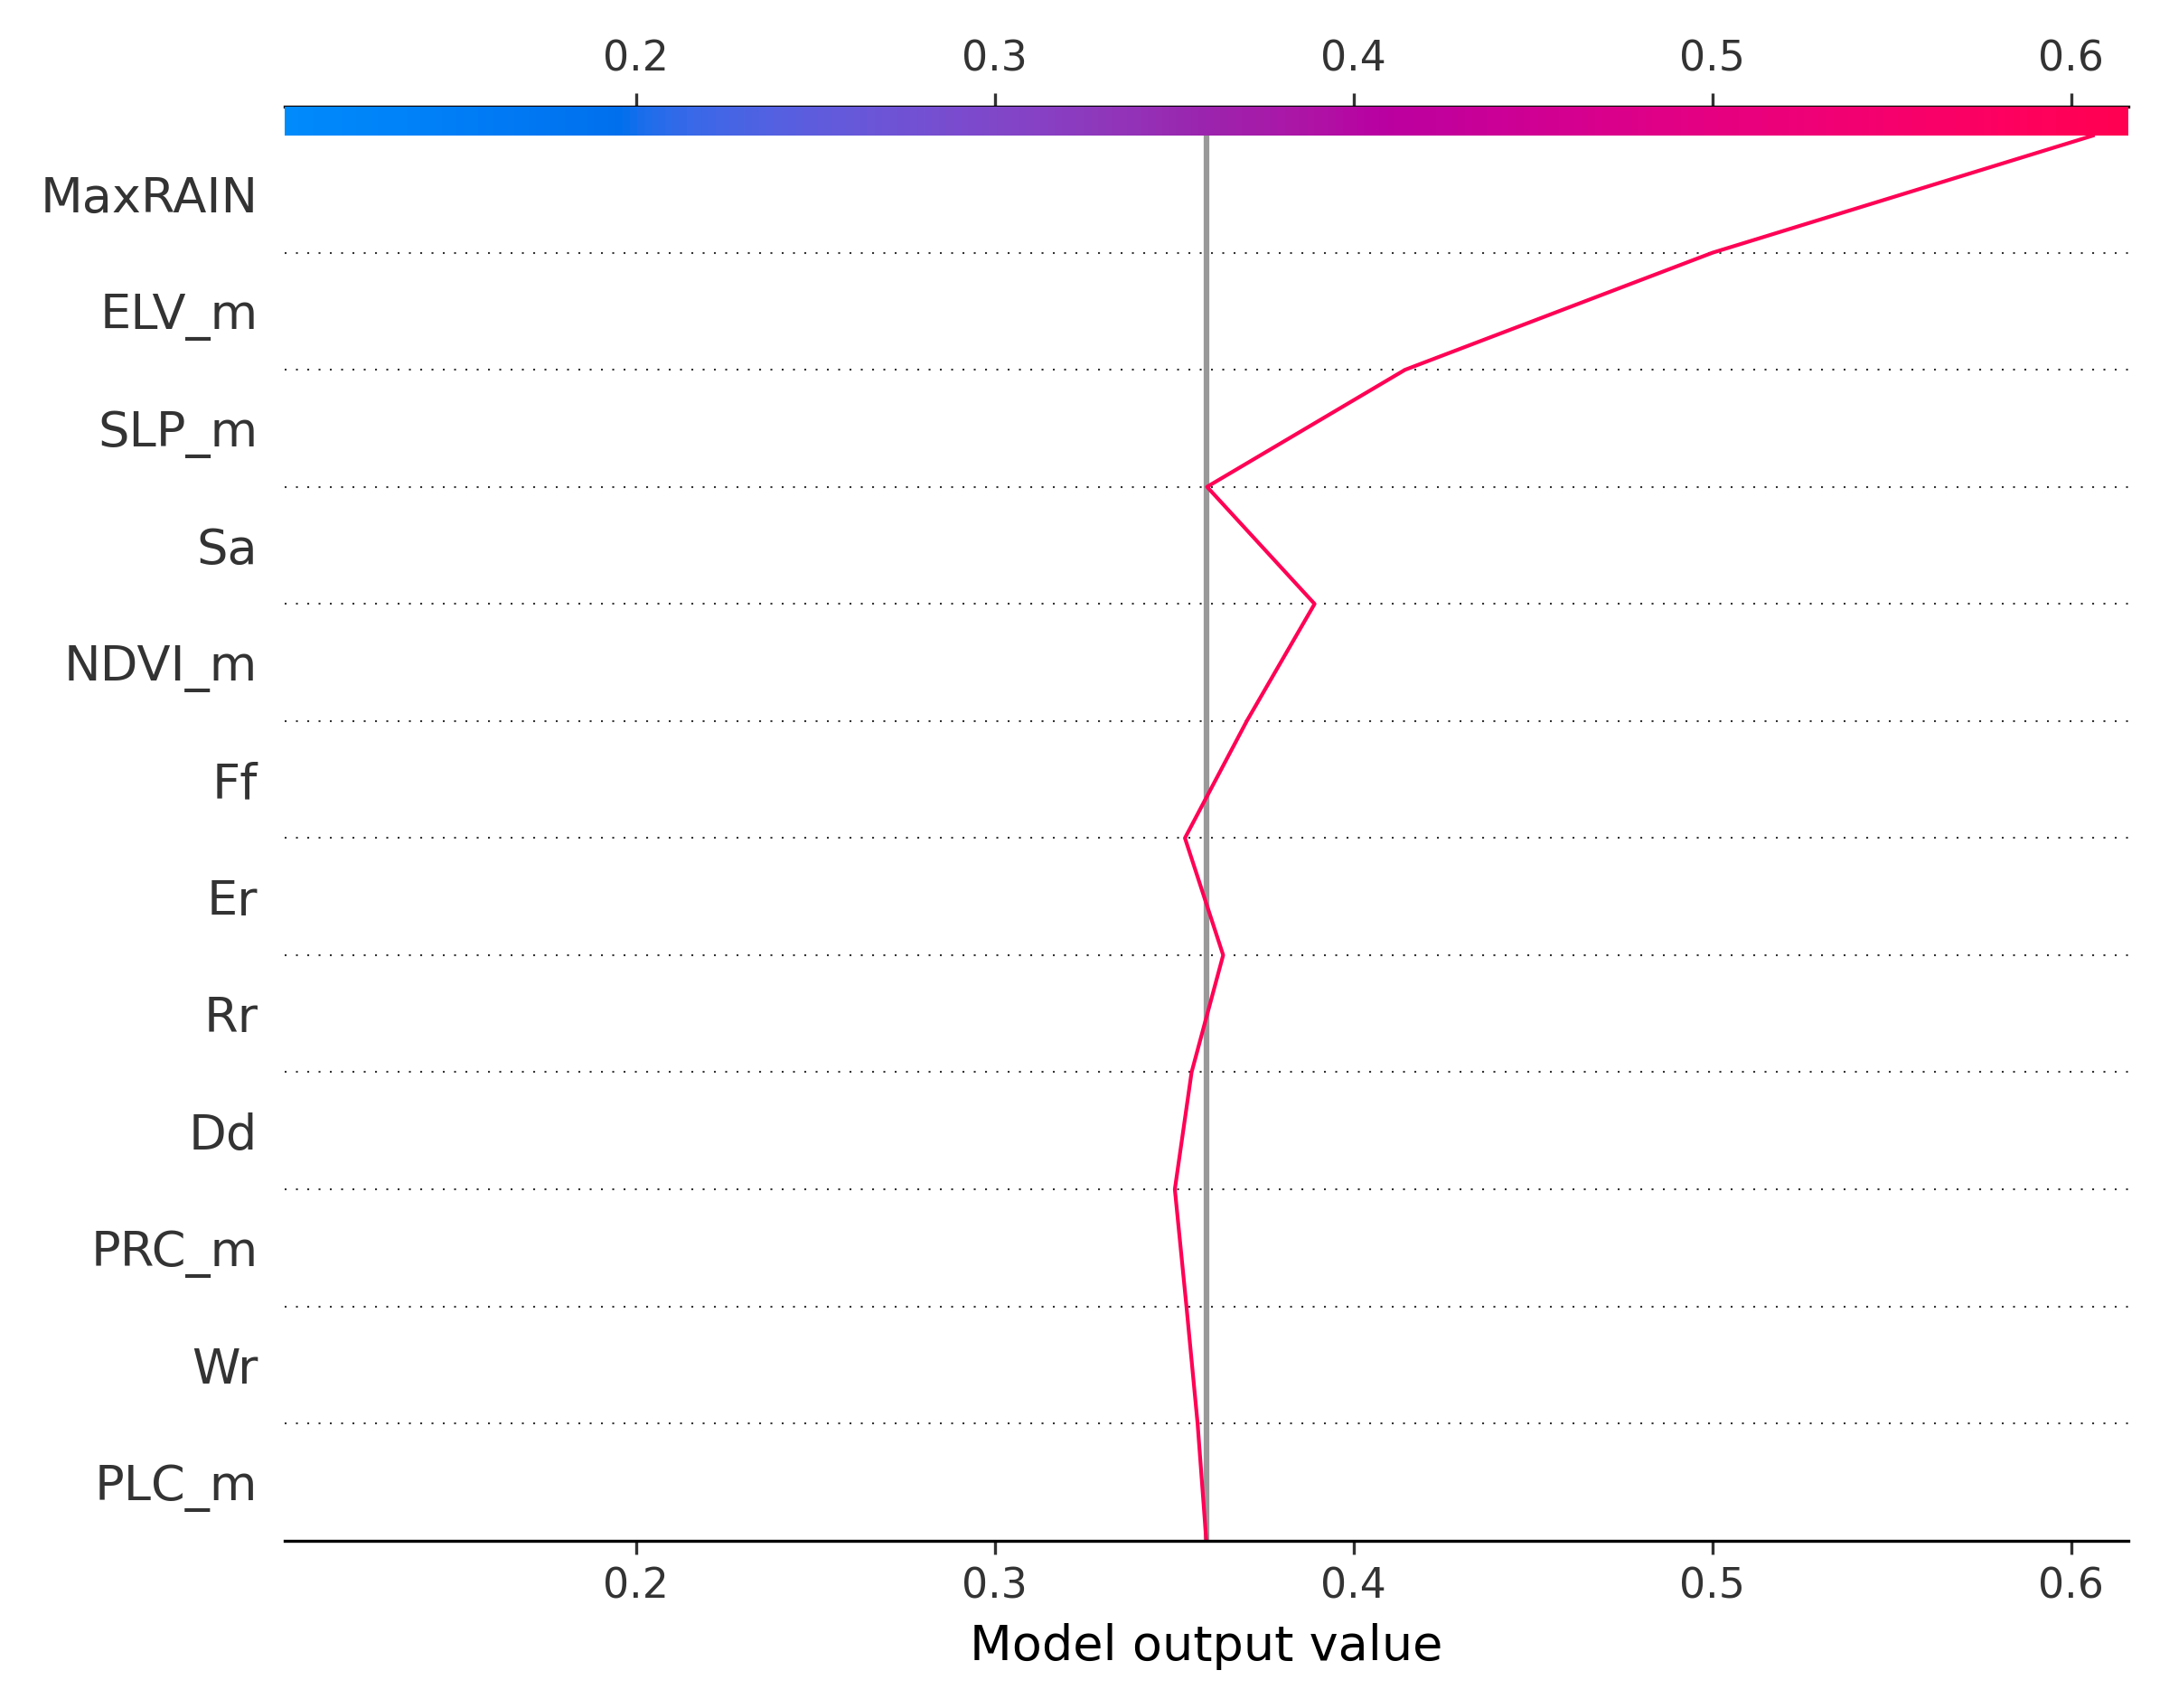 0.2 0.3 0.4 0.5 0.6
MaxRAIN
ELV_m
SLP_m
Sa
NDVI_m
Ff
Er
Rr
Dd
PRC_m
Wr
PLC_m
0.2 0.3 0.4 0.5 0.6
Model output value